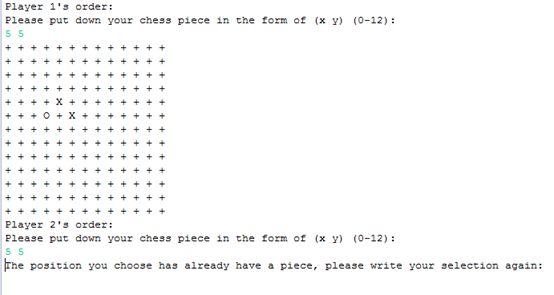 Player 1's order:
Please put down your chess piece in the form of (x y) (0-12):
5 5
+ + + + + + + + + + + + +
+ + + + + + + + + + + + +
+ + + + + + + + + + + + +
+ + + + + + + + + + + + +
+ + + + X + + + + + + + +
+ + + O + X + + + + + + +
+ + + + + + + + + + + + +
+ + + + + + + + + + + + +
+ + + + + + + + + + + + +
+ + + + + + + + + + + + +
+ + + + + + + + + + + + +
+ + + + + + + + + + + + +
+ + + + + + + + + + + + +
Player 2's order:
Please put down your chess piece in the form of (x y) (0-12):
5 5
The position you choose has already have a piece, please write your selection again: